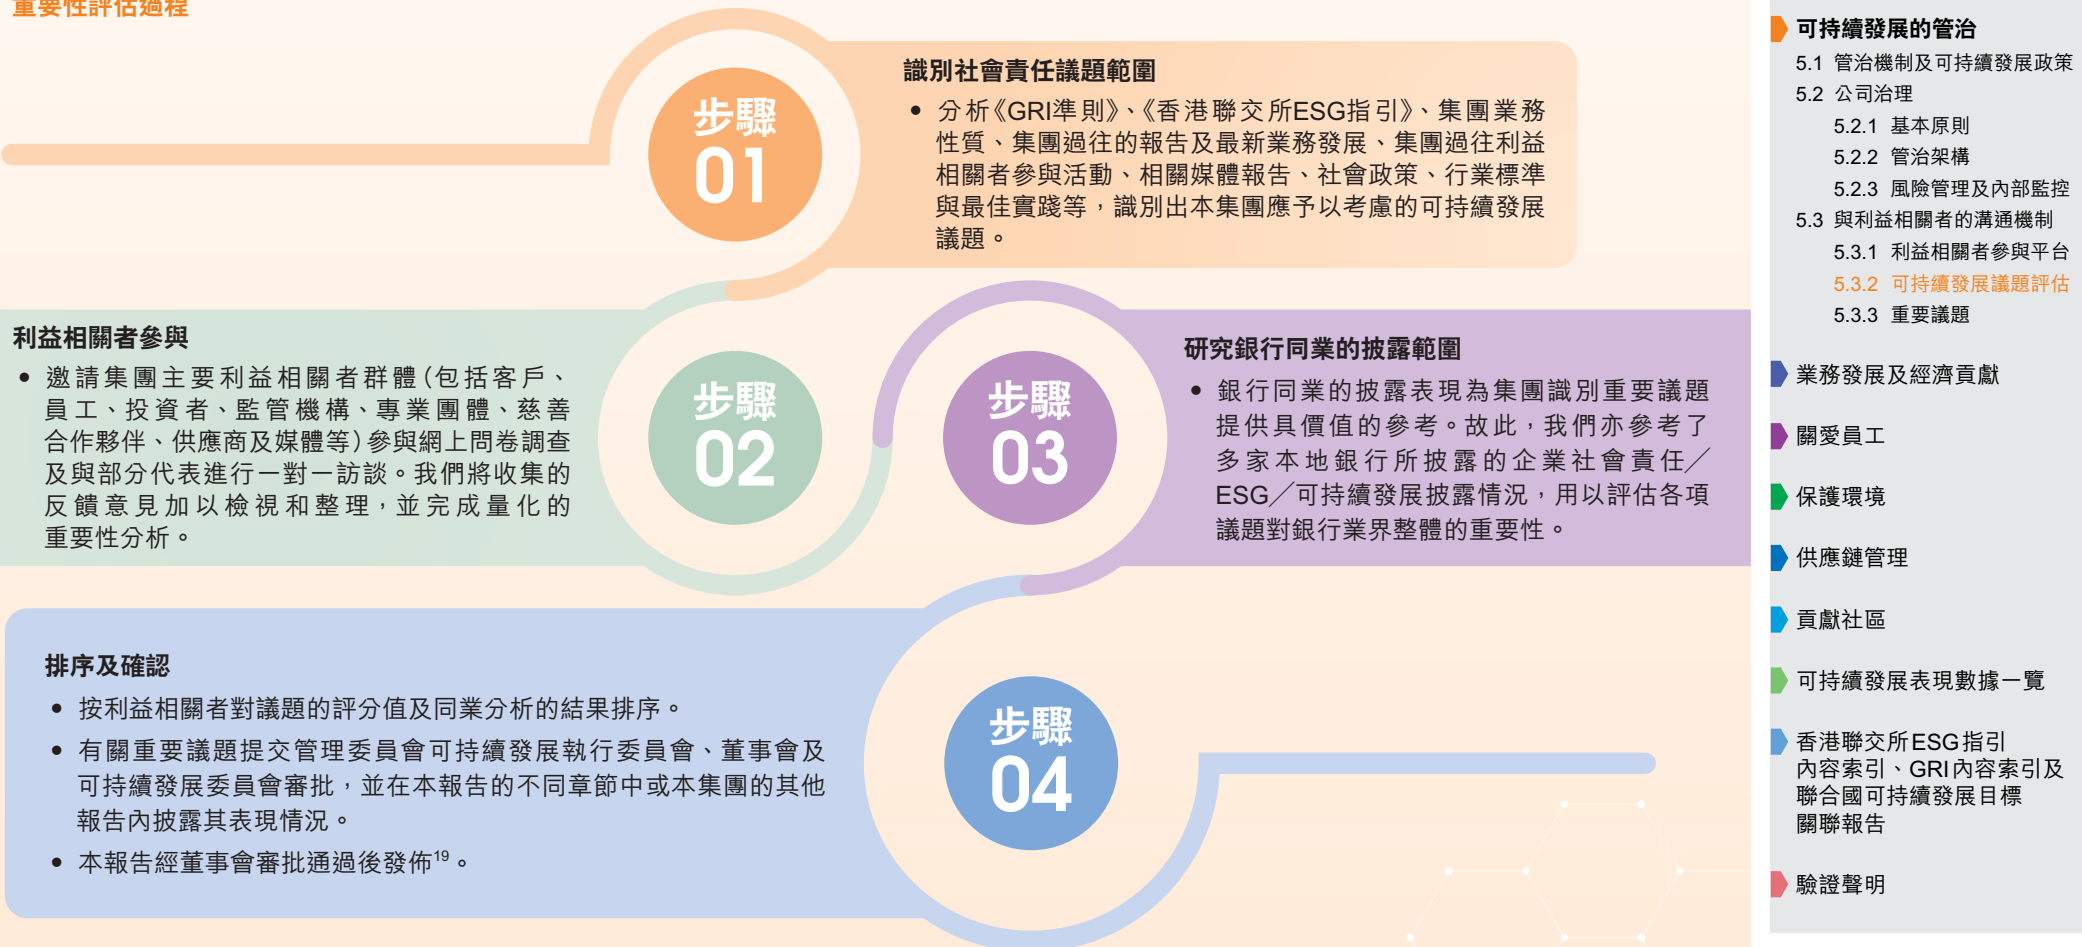 重要性評估過程
步驟
01
識別社會責任議題範圍
• 分析《GRI準則》、《香港聯交所ESG指引》、集團業務
性質、集團過往的報告及最新業務發展、集團過往利益
相關者參與活動、相關媒體報告、社會政策、行業標準
與最佳實踐等，識別出本集團應予以考慮的可持續發展
議題。
利益相關者參與
• 邀請集團主要利益相關者群體（包括客戶、
員工、投資者、監管機構、專業團體、慈善
合作夥伴、供應商及媒體等）參與網上問卷調查
及與部分代表進行一對一訪談。我們將收集的
反饋意見加以檢視和整理，並完成量化的
重要性分析。
步驟
02
步驟
03
研究銀行同業的披露範圍
• 銀行同業的披露表現為集團識別重要議題
提供具價值的參考。故此，我們亦參考了
多家本地銀行所披露的企業社會責任／
ESG／可持續發展披露情況，用以評估各項
議題對銀行業界整體的重要性。
排序及確認
• 按利益相關者對議題的評分值及同業分析的結果排序。
• 有關重要議題提交管理委員會可持續發展執行委員會、董事會及
可持續發展委員會審批，並在本報告的不同章節中或本集團的其他
報告內披露其表現情況。
• 本報告經董事會審批通過後發佈19。
步驟
04
可持續發展的管治
5.1 管治機制及可持續發展政策
5.2 公司治理
5.2.1 基本原則
5.2.2 管治架構
5.2.3 風險管理及內部監控
5.3 與利益相關者的溝通機制
5.3.1 利益相關者參與平台
5.3.2 可持續發展議題評估
5.3.3 重要議題
業務發展及經濟貢獻
關愛員工
保護環境
供應鏈管理
貢獻社區
可持續發展表現數據一覽
香港聯交所ESG指引
內容索引、GRI內容索引及
聯合國可持續發展目標
關聯報告
驗證聲明